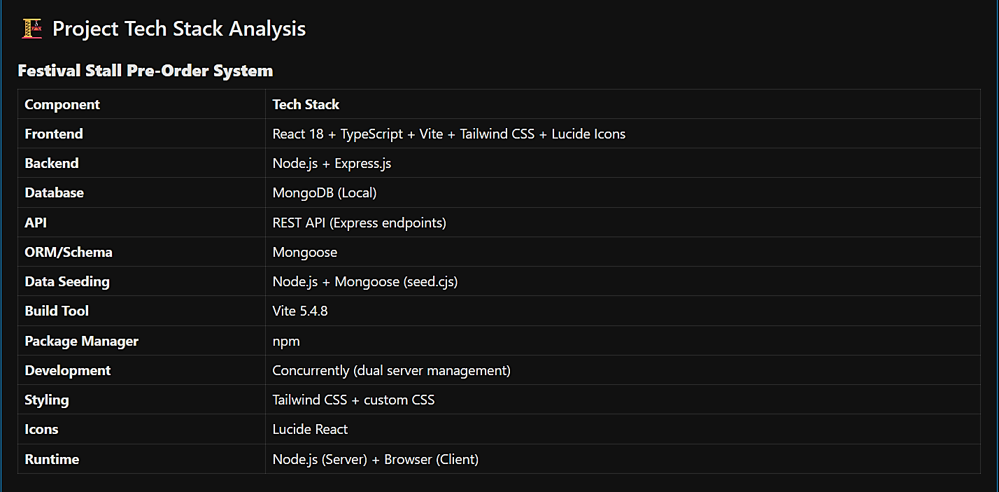 Project Tech Stack Analysis
Festival Stall Pre-Order System
Component Tech Stack
Frontend React 18 + TypeScript + Vite + Tailwind CSS + Lucide Icons
Backend Node.js + Express.js
Database MongoDB (Local)
API REST API (Express endpoints)
ORM/Schema Mongoose
Data Seeding Node.js + Mongoose (seed.cjs)
Build Tool Vite 5.4.8
Package Manager npm
Development Concurrently (dual server management)
Styling Tailwind CSS + custom CSS
Icons Lucide React
Runtime Node.js (Server) + Browser (Client)